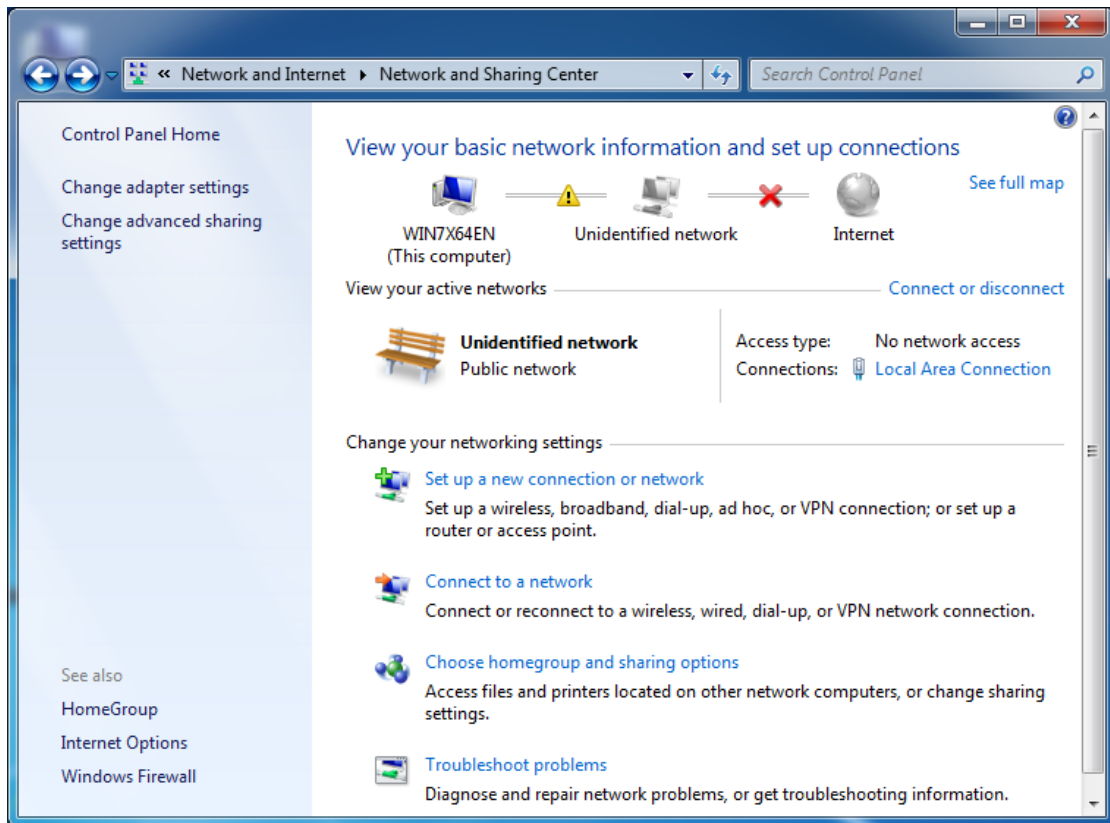 « Network and Internet ▸ Network and Sharing Center
Search Control Panel
Control Panel Home
Change adapter settings
Change advanced sharing
settings
See also
HomeGroup
Internet Options
Windows Firewall
View your basic network information and set up connections
See full map
WIN7X64EN
(This computer)
Unidentified network
Internet
View your active networks
Connect or disconnect
Unidentified network
Public network
Access type: No network access
Connections: Local Area Connection
Change your networking settings
Set up a new connection or network
Set up a wireless, broadband, dial-up, ad hoc, or VPN connection; or set up a
router or access point.
Connect to a network
Connect or reconnect to a wireless, wired, dial-up, or VPN network connection.
Choose homegroup and sharing options
Access files and printers located on other network computers, or change sharing
settings.
Troubleshoot problems
Diagnose and repair network problems, or get troubleshooting information.